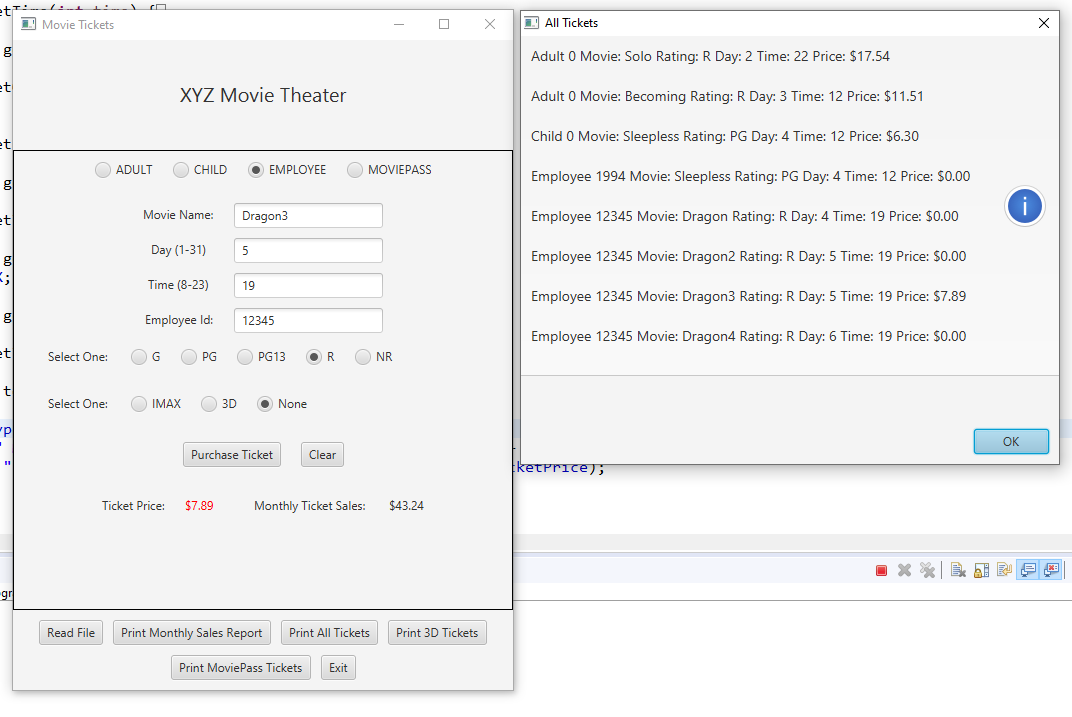 etTime(int time) {
Movie Tickets
XYZ Movie Theater
ADULT CHILD EMPLOYEE MOVIEPASS
Movie Name: Dragon3
Day (1-31) 5
Time (8-23) 19
Employee Id: 12345
Select One: G PG PG13 R NR
Select One: IMAX 3D None
Purchase Ticket Clear
Ticket Price: $7.89 Monthly Ticket Sales: $43.24
Read File Print Monthly Sales Report Print All Tickets Print 3D Tickets
Print MoviePass Tickets Exit
All Tickets
Adult 0 Movie: Solo Rating: R Day: 2 Time: 22 Price: $17.54
Adult 0 Movie: Becoming Rating: R Day: 3 Time: 12 Price: $11.51
Child 0 Movie: Sleepless Rating: PG Day: 4 Time: 12 Price: $6.30
Employee 1994 Movie: Sleepless Rating: PG Day: 4 Time: 12 Price: $0.00
Employee 12345 Movie: Dragon Rating: R Day: 4 Time: 19 Price: $0.00
Employee 12345 Movie: Dragon2 Rating: R Day: 5 Time: 19 Price: $0.00
Employee 12345 Movie: Dragon3 Rating: R Day: 5 Time: 19 Price: $7.89
Employee 12345 Movie: Dragon4 Rating: R Day: 6 Time: 19 Price: $0.00
OK
cketPrice);